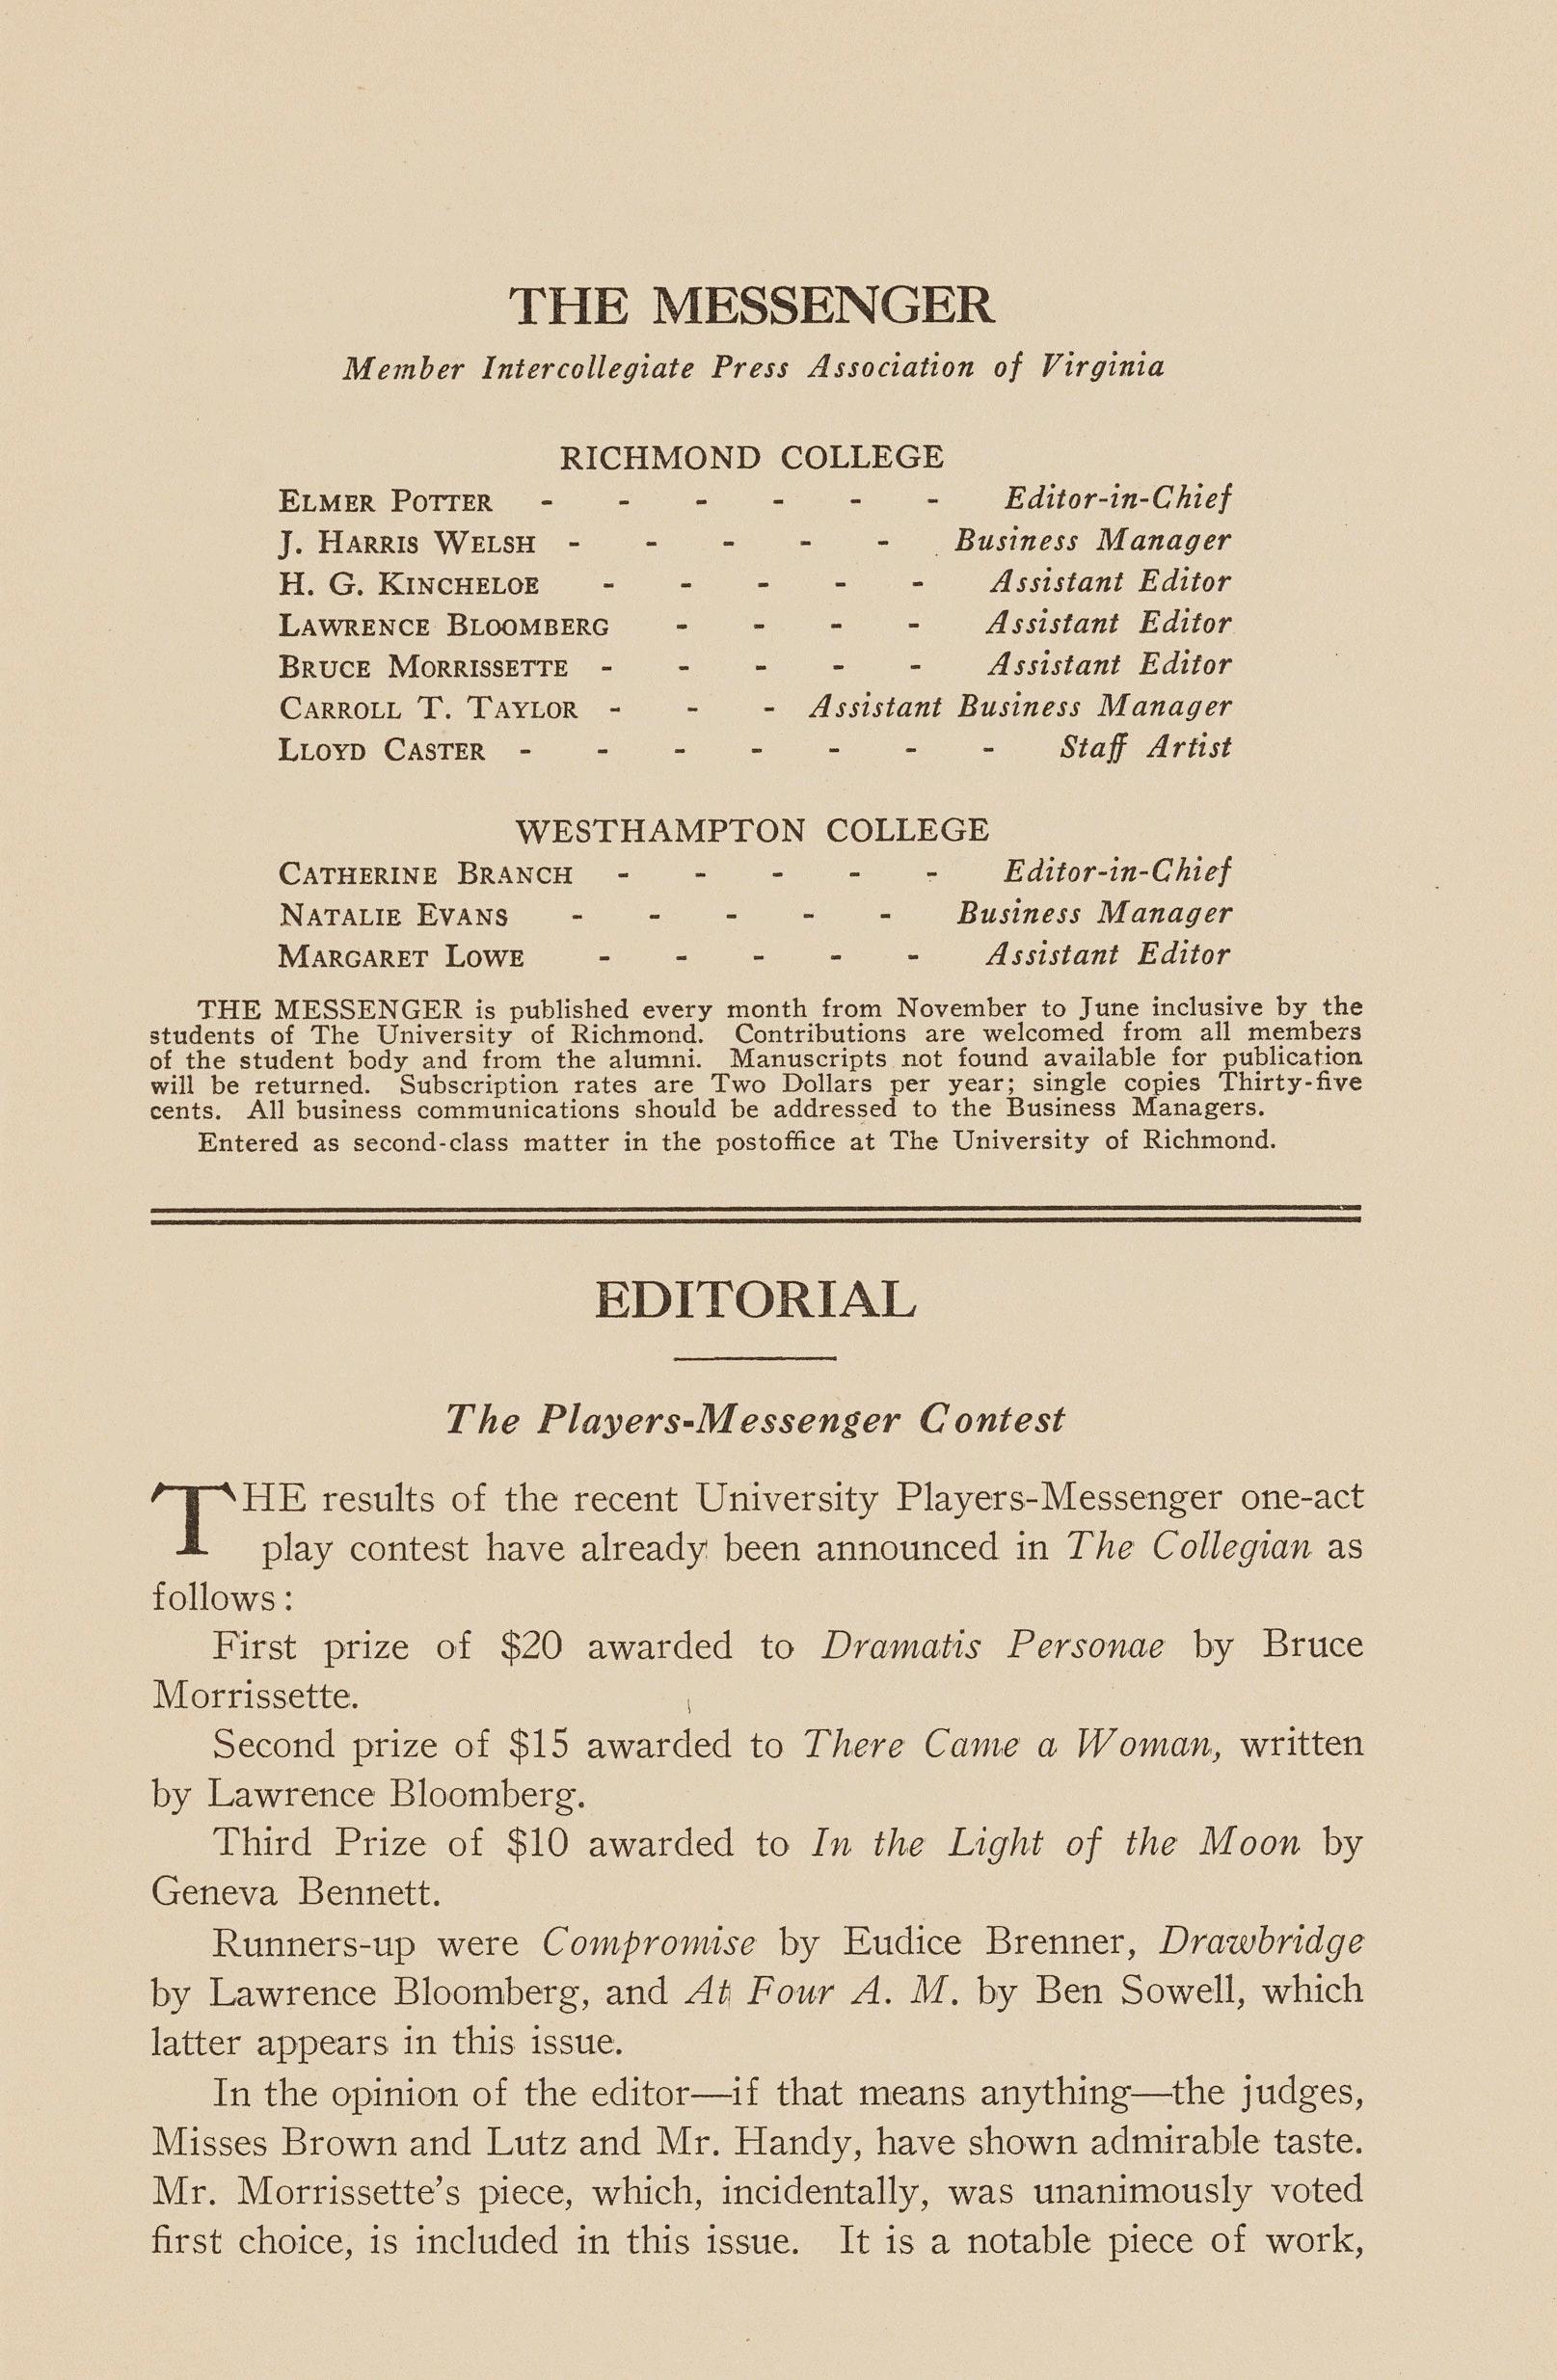 THE MESSENGER
Member Intercollegiate Press Association of Virginia
RICHMOND COLLEGE
ELMER POTTER - - - - - - Editor-in-Chief
J. HARRIS WELSH - - - - - Business Manager
H. G. KINCHELOE - - - - - Assistant Editor
LAWRENCE BLOOMBERG - - - - Assistant Editor
BRUCE MORRISSETTE - - - - - Assistant Editor
CARROLL T. TAYLOR - - - Assistant Business Manager
LLOYD CASTER - - - - - - - Staff Artist
WESTHAMPTON COLLEGE
CATHERINE BRANCH - - - - - Editor-in-Chief
NATALIE EVANS - - - - - Business Manager
MARGARET LOWE - - - - - Assistant Editor
THE MESSENGER is published every month from November to June inclusive by the
students of The University of Richmond. Contributions are welcomed from all members
of the student body and from the alumni. Manuscripts not found available for publication
will be returned. Subscription rates are Two Dollars per year; single copies Thirty-five
cents. All business communications should be addressed to the Business Managers.
Entered as second-class matter in the postoffice at The University of Richmond.
EDITORIAL
The Players-Messenger Contest
THE results of the recent University Players-Messenger one-act
play contest have already been announced in The Collegian as
follows:
First prize of $20 awarded to Dramatis Personae by Bruce
Morrissette.
Second prize of $15 awarded to There Came a Woman, written
by Lawrence Bloomberg.
Third Prize of $10 awarded to In the Light of the Moon by
Geneva Bennett.
Runners-up were Compromise by Eudice Brenner, Drawbridge
by Lawrence Bloomberg, and At Four A. M. by Ben Sowell, which
latter appears in this issue.
In the opinion of the editor—if that means anything—the judges,
Misses Brown and Lutz and Mr. Handy, have shown admirable taste.
Mr. Morrissette's piece, which, incidentally, was unanimously voted
first choice, is included in this issue. It is a notable piece of work,